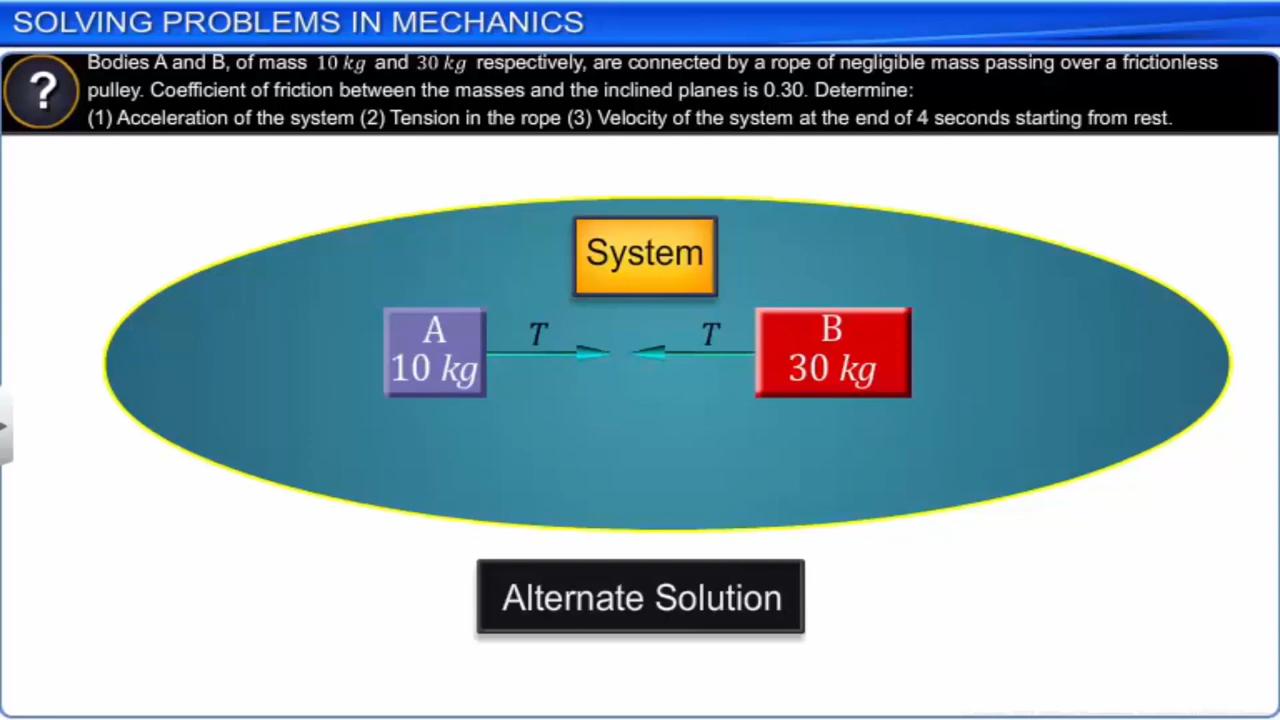 SOLVING PROBLEMS IN MECHANICS
?
Bodies A and B, of mass 10 kg and 30 kg respectively, are connected by a rope of negligible mass passing over a frictionless
pulley. Coefficient of friction between the masses and the inclined planes is 0.30. Determine:
(1) Acceleration of the system (2) Tension in the rope (3) Velocity of the system at the end of 4 seconds starting from rest.
System
A
10 kg
T
T
B
30 kg
Alternate Solution